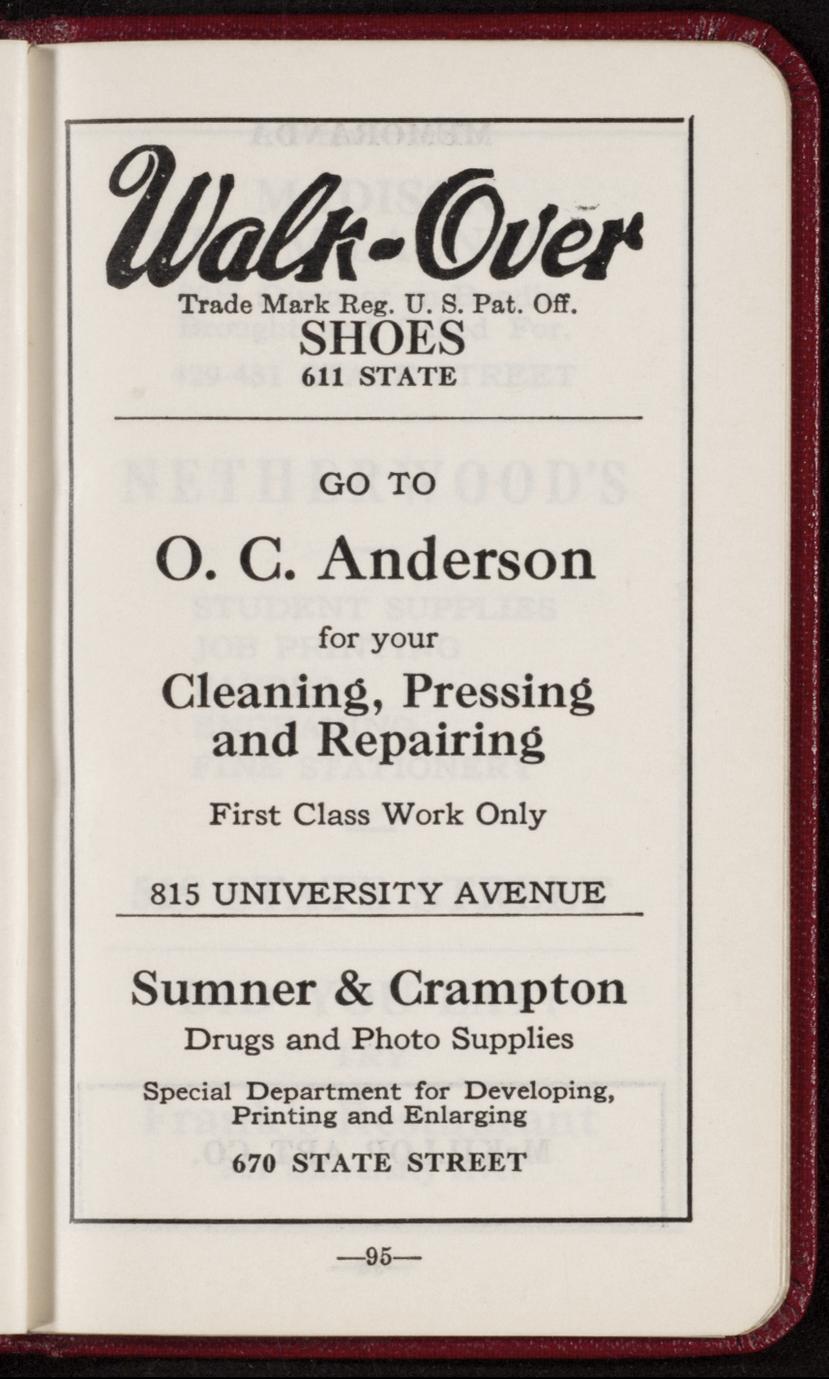 Walk-Over
Trade Mark Reg. U. S. Pat. Off.
SHOES
611 STATE
GO TO
O. C. Anderson
for your
Cleaning, Pressing
and Repairing
First Class Work Only
815 UNIVERSITY AVENUE
Sumner & Crampton
Drugs and Photo Supplies
Special Department for Developing,
Printing and Enlarging
670 STATE STREET
—95—